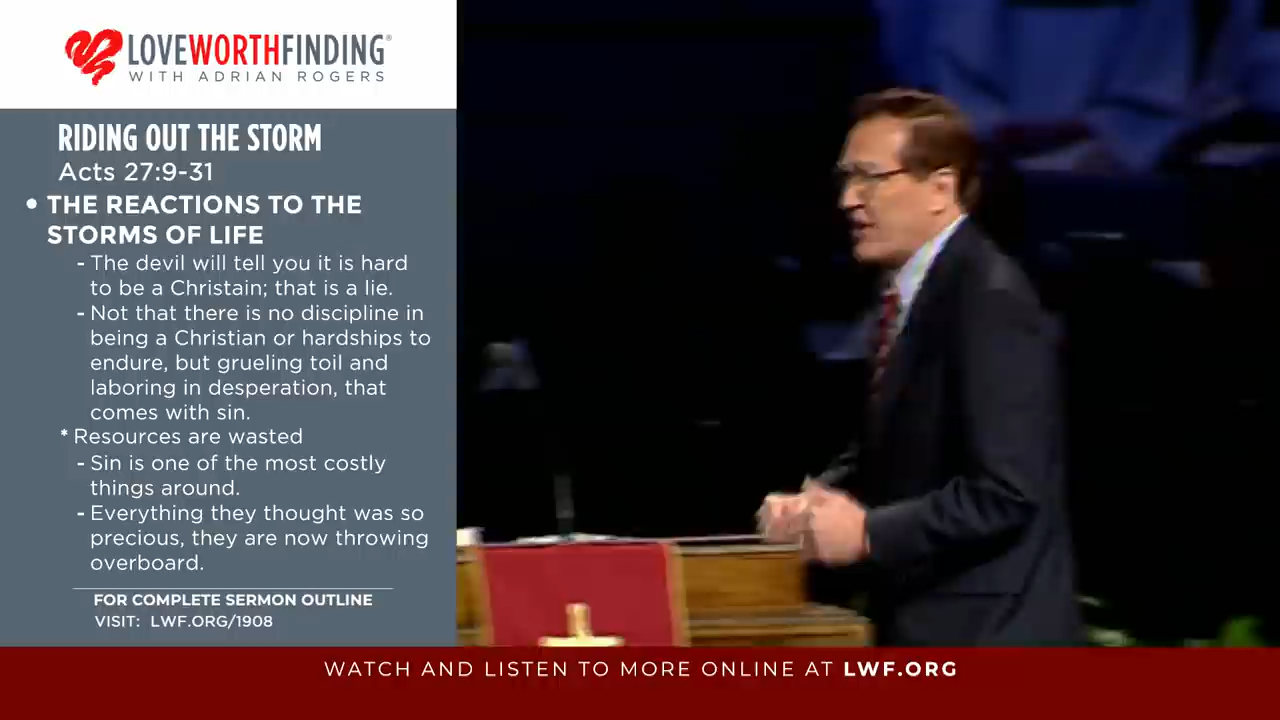 LOVEWORTHFINDING®
WITH ADRIAN ROGERS
RIDING OUT THE STORM
Acts 27:9-31
• THE REACTIONS TO THE
STORMS OF LIFE
- The devil will tell you it is hard
to be a Christain; that is a lie.
- Not that there is no discipline in
being a Christian or hardships to
endure, but grueling toil and
laboring in desperation, that
comes with sin.
* Resources are wasted
- Sin is one of the most costly
things around.
- Everything they thought was so
precious, they are now throwing
overboard.
FOR COMPLETE SERMON OUTLINE
VISIT: LWF.ORG/1908
WATCH AND LISTEN TO MORE ONLINE AT LWF.ORG